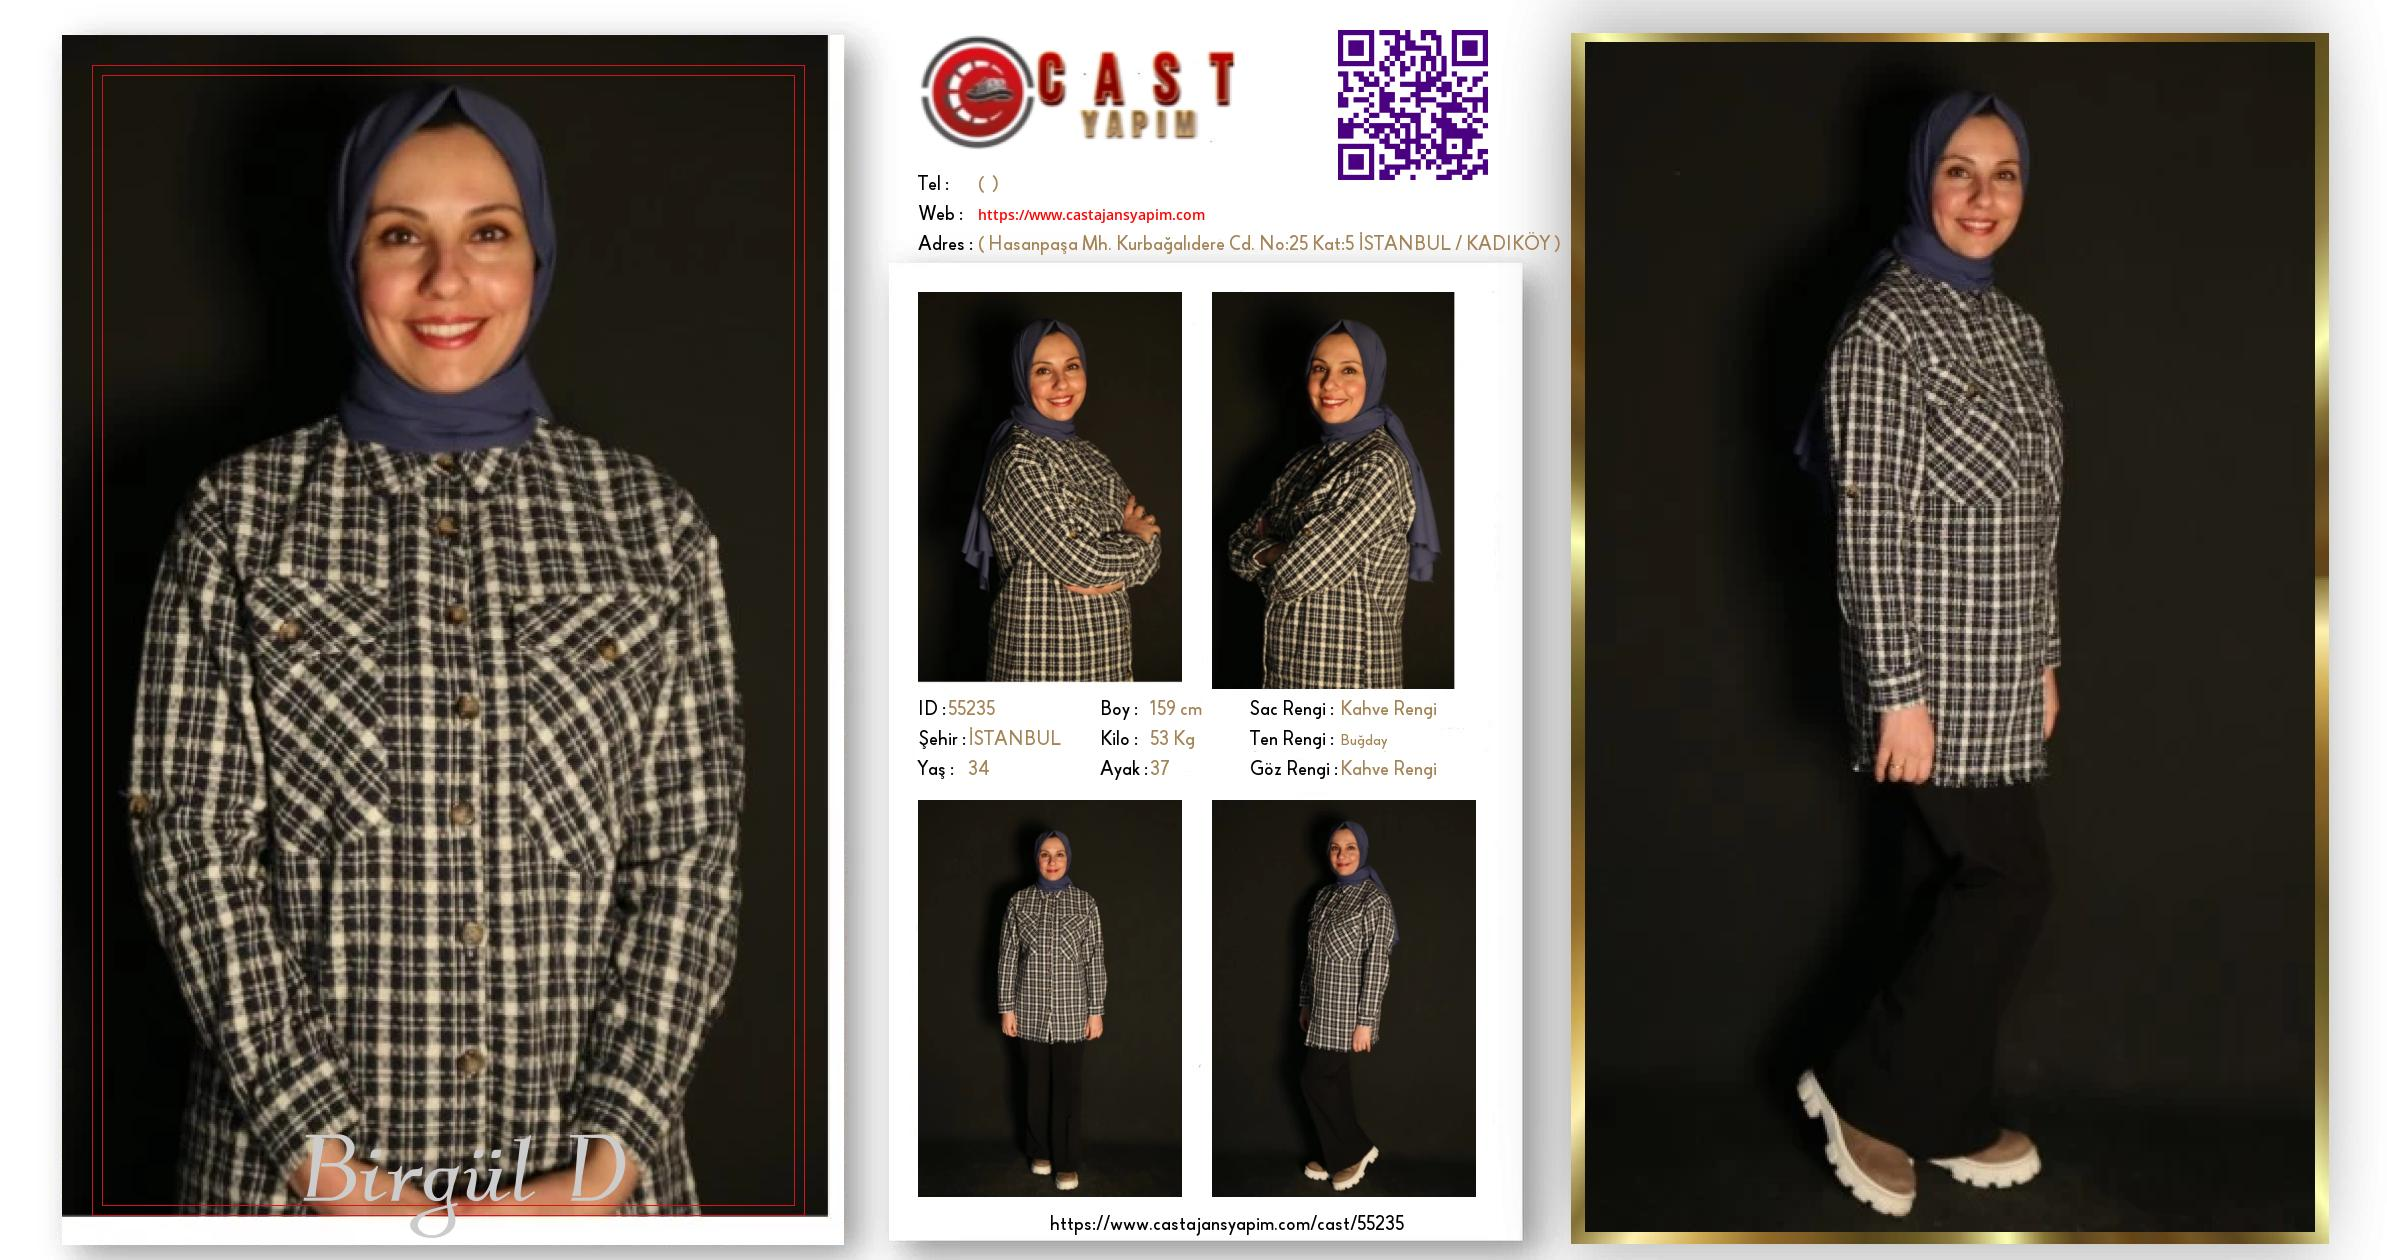 Birgül D
CAST
YAPIM
Tel : ( )
Web : https://www.castajansyapim.com
Adres : ( Hasanpaşa Mh. Kurbağalıdere Cd. No:25 Kat:5 İSTANBUL / KADIKÖY )
ID : 55235 Boy : 159 cm Sac Rengi : Kahve Rengi
Şehir : İSTANBUL Kilo : 53 Kg Ten Rengi : Buğday
Yaş : 34 Ayak : 37 Göz Rengi : Kahve Rengi
https://www.castajansyapim.com/cast/55235